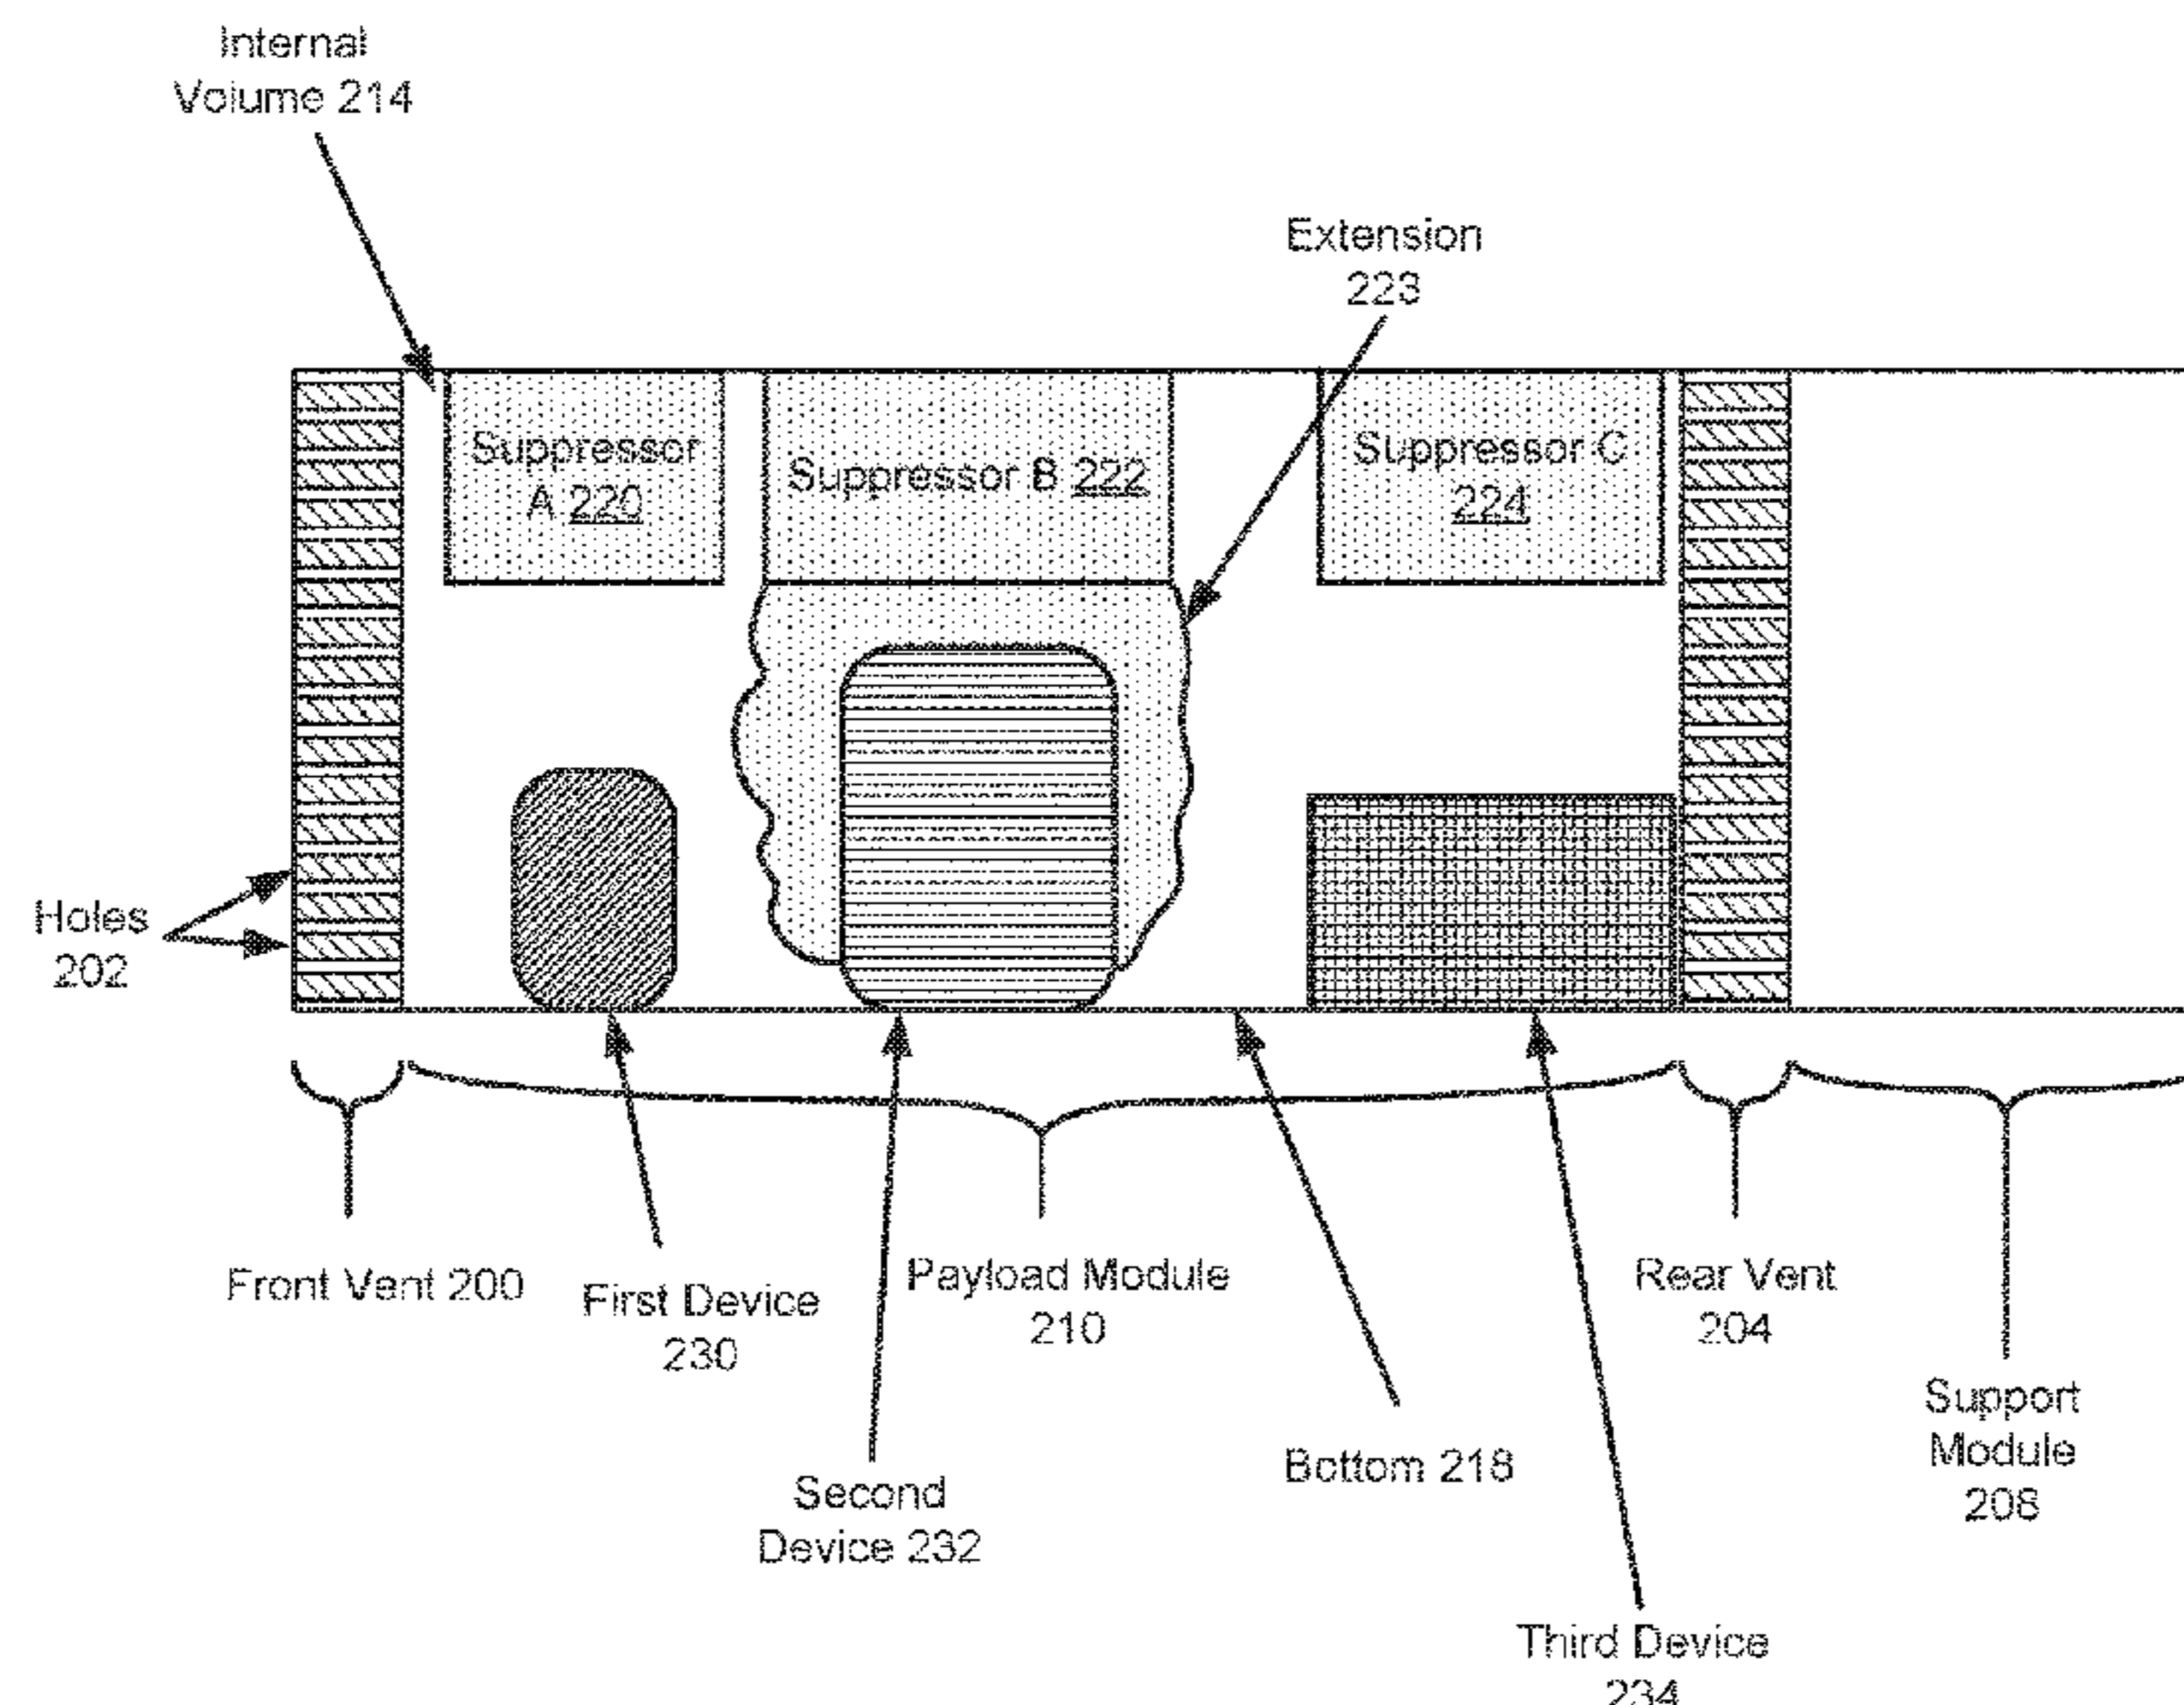 Internal
Volume 214
Extension
223
Suppressor
A 220
Suppressor B 222
Suppressor C
224
Holes
202
Front Vent 200
First Device
230
Payload Module
210
Rear Vent
204
Second
Device 232
Bottom 218
Support
Module
208
Third Device
234